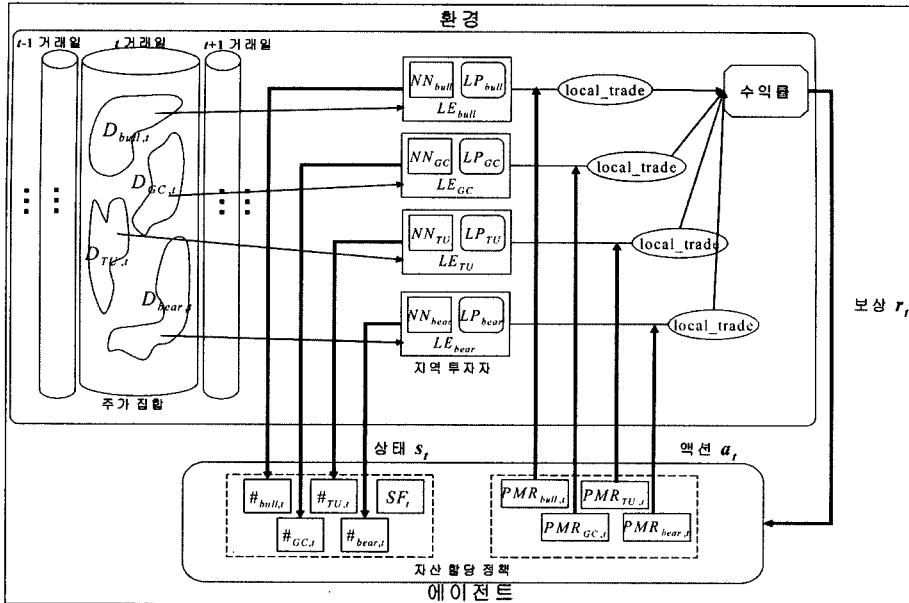 환경
t-1 거래일 t 거래일 t+1 거래일
D_bull,t
D_GC,t
D_TU,t
D_bear,t
주가 집합
NN_bull LP_bull
LE_bull
NN_GC LP_GC
LE_GC
NN_TU LP_TU
LE_TU
NN_bear LP_bear
LE_bear
지역 투자자
local_trade
local_trade
local_trade
local_trade
수익률
보상 r_t
상태 s_t
액션 a_t
#_bull,t #_TU,t SF_t
#_GC,t #_bear,t
PMR_bull,t PMR_TU,t
PMR_GC,t PMR_bear,t
자산 할당 정책
에이전트